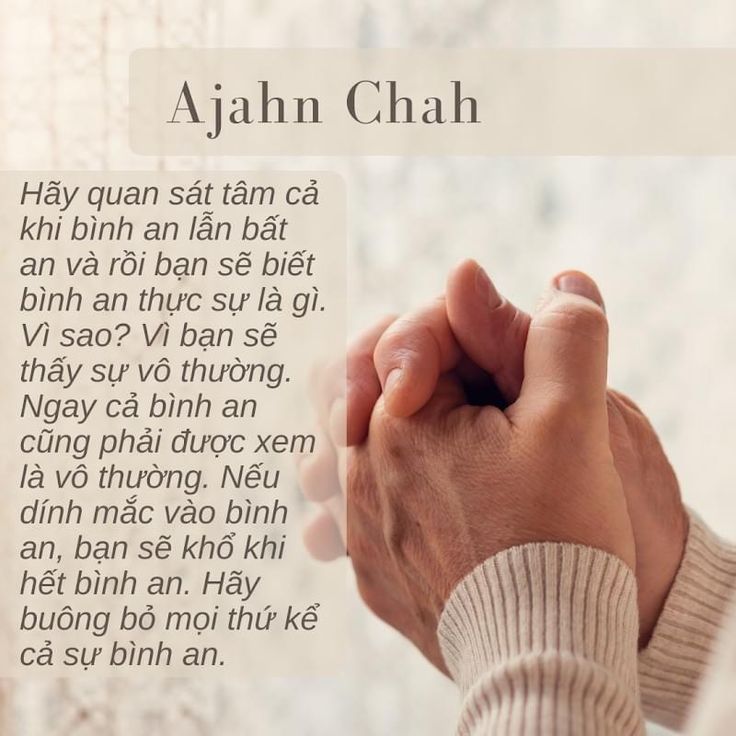 Ajahn Chah
Hãy quan sát tâm cả
khi bình an lẫn bất
an và rồi bạn sẽ biết
bình an thực sự là gì.
Vì sao? Vì bạn sẽ
thấy sự vô thường.
Ngay cả bình an
cũng phải được xem
là vô thường. Nếu
dính mắc vào bình
an, bạn sẽ khổ khi
hết bình an. Hãy
buông bỏ mọi thứ kể
cả sự bình an.